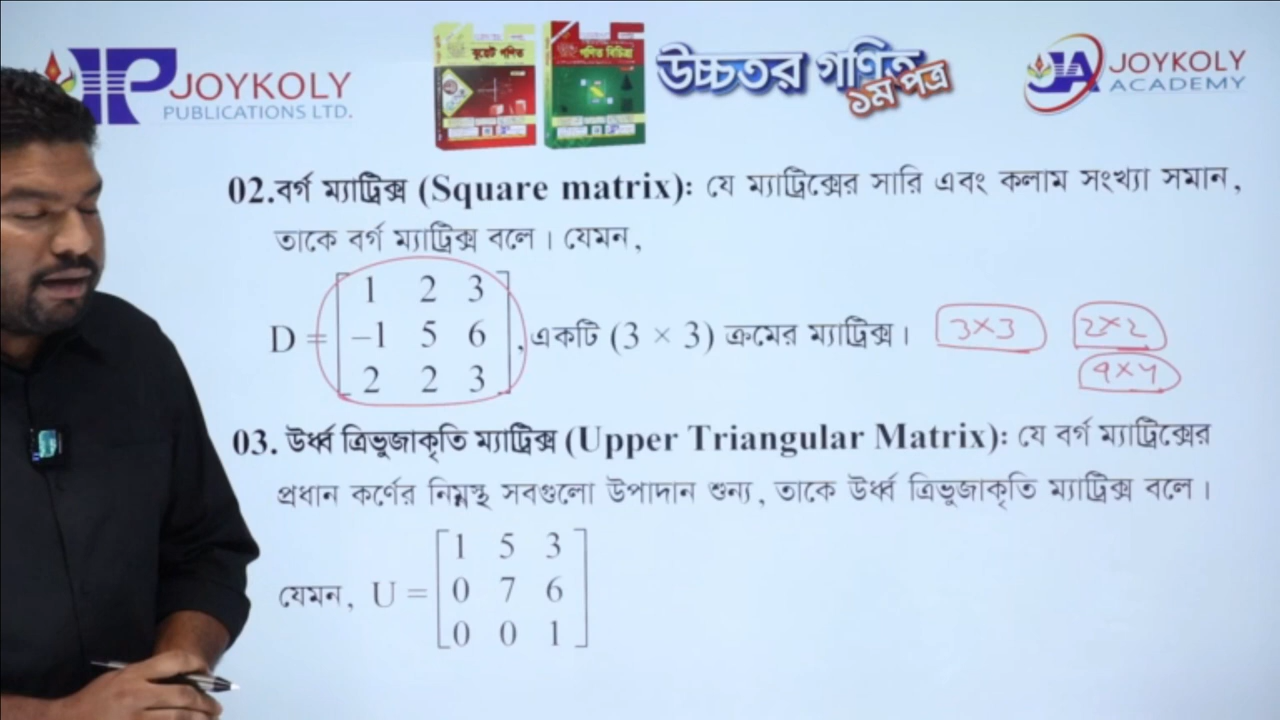 JOYKOLY
PUBLICATIONS LTD.
উচ্চতর গণিত
১ম পত্র
JOYKOLY
ACADEMY
02.বর্গ ম্যাট্রিক্স (Square matrix): যে ম্যাট্রিক্সের সারি এবং কলাম সংখ্যা সমান,
তাকে বর্গ ম্যাট্রিক্স বলে। যেমন,
1 2 3
D = –1 5 6 , একটি (3 × 3) ক্রমের ম্যাট্রিক্স। 3×3 2×2
2 2 3 4×4
03. উর্ধ্ব ত্রিভুজাকৃতি ম্যাট্রিক্স (Upper Triangular Matrix): যে বর্গ ম্যাট্রিক্সের
প্রধান কর্ণের নিম্নস্থ সবগুলো উপাদান শুন্য, তাকে উর্ধ্ব ত্রিভুজাকৃতি ম্যাট্রিক্স বলে।
1 5 3
যেমন, U = 0 7 6
0 0 1